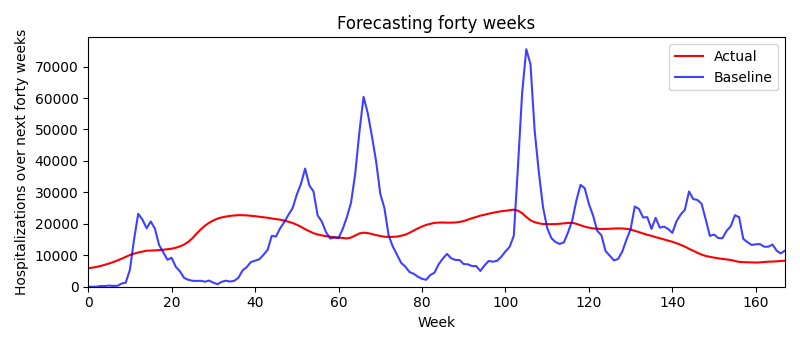 Forecasting forty weeks
Hospitalizations over next forty weeks
70000
60000
50000
40000
30000
20000
10000
0
Actual
Baseline
0 20 40 60 80 100 120 140 160
Week